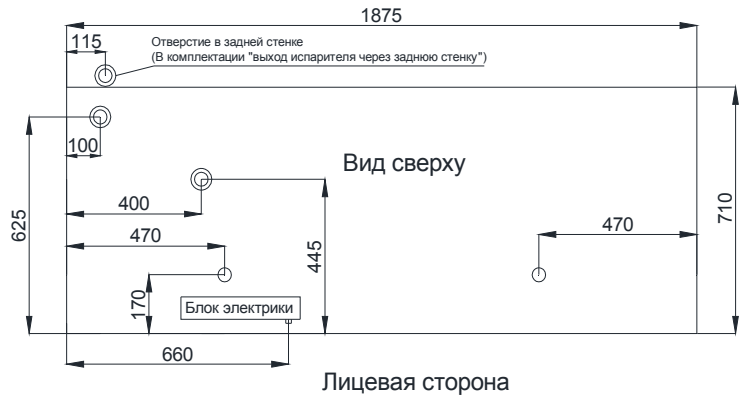 1875
115
Отверстие в задней стенке
(В комплектации "выход испарителя через заднюю стенку")
100
Вид сверху
625
400
710
470
470
445
170
Блок электрики
660
Лицевая сторона